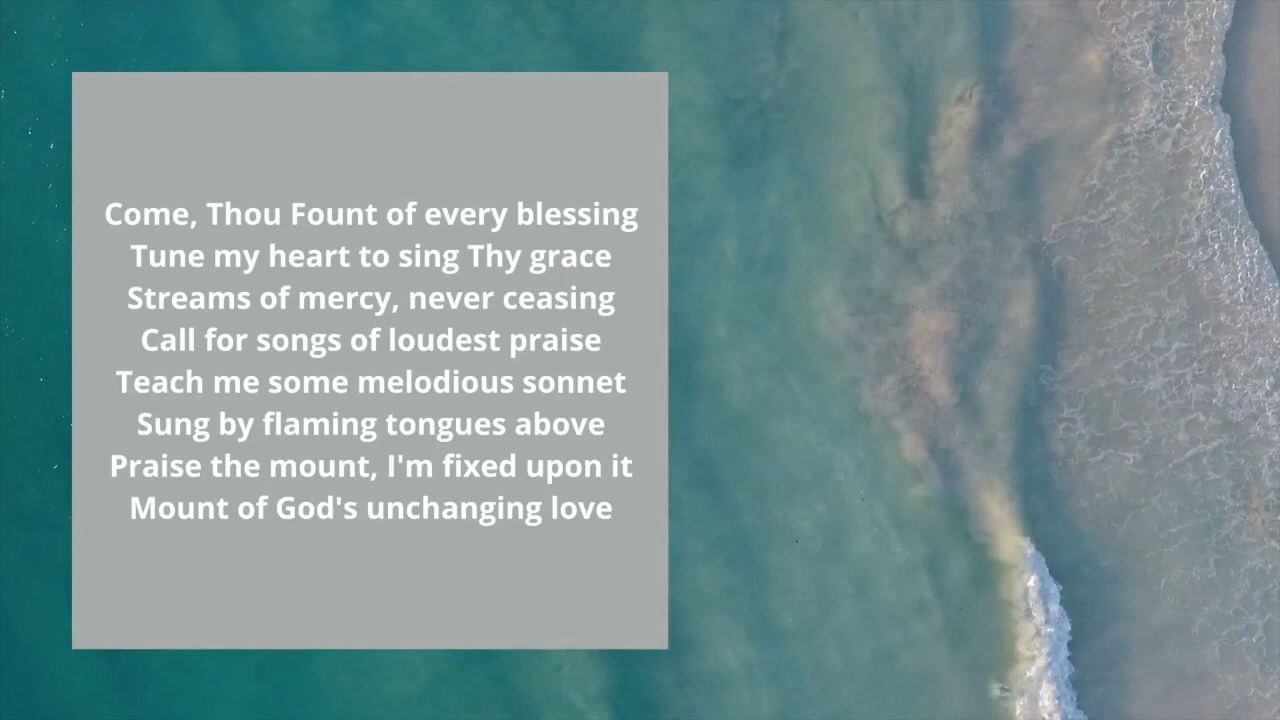 Come, Thou Fount of every blessing
Tune my heart to sing Thy grace
Streams of mercy, never ceasing
Call for songs of loudest praise
Teach me some melodious sonnet
Sung by flaming tongues above
Praise the mount, I'm fixed upon it
Mount of God's unchanging love